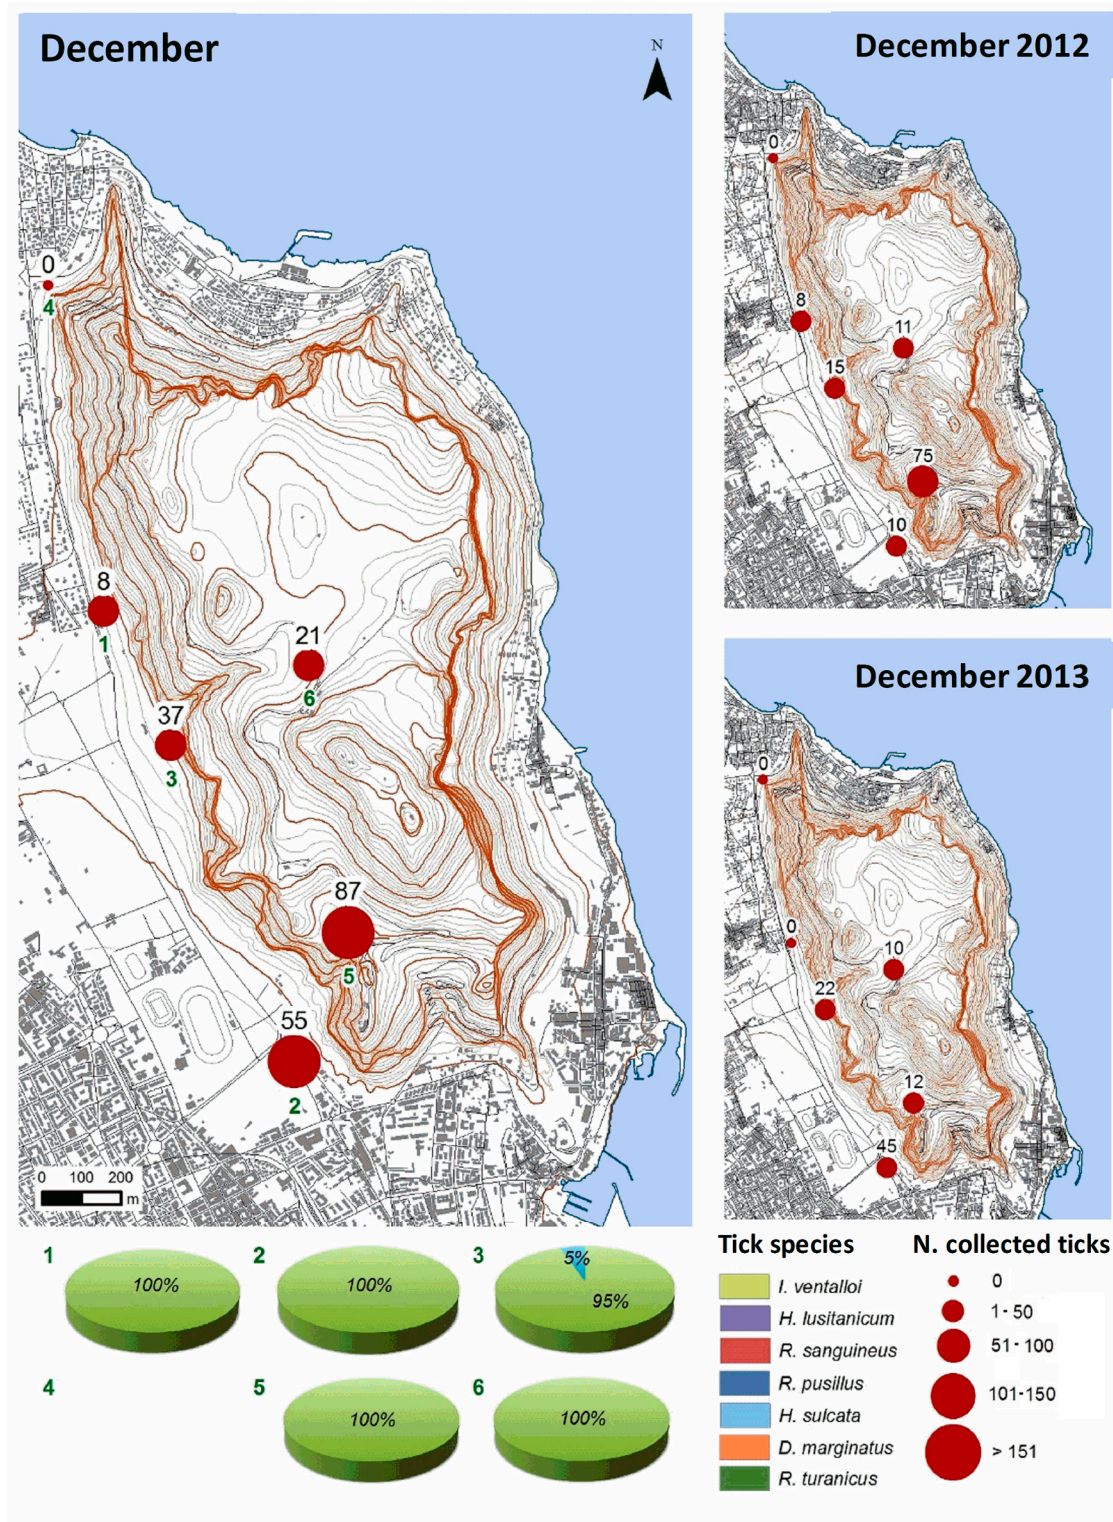 December
N
0
4
8
1
21
6
37
3
87
5
55
2
0 100 200
m
December 2012
0
8
11
15
75
10
December 2013
0
0
10
22
12
45
1
100%
2
100%
3
5%
95%
4
5
100%
6
100%
Tick species
I. ventalloi
H. lusitanicum
R. sanguineus
R. pusillus
H. sulcata
D. marginatus
R. turanicus
N. collected ticks
0
1 - 50
51 - 100
101-150
> 151